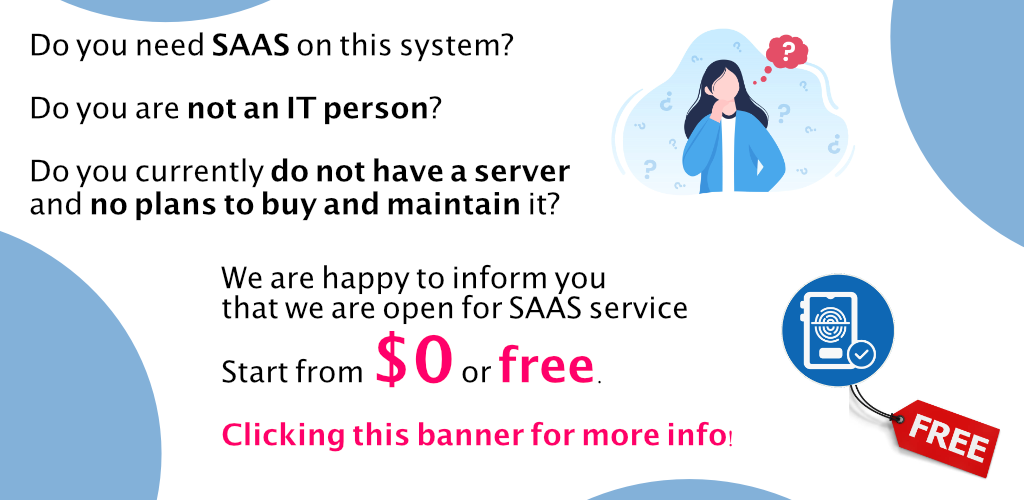 Do you need SAAS on this system?
Do you are not an IT person?
Do you currently do not have a server
and no plans to buy and maintain it?
We are happy to inform you
that we are open for SAAS service
Start from $0 or free.
Clicking this banner for more info!
FREE